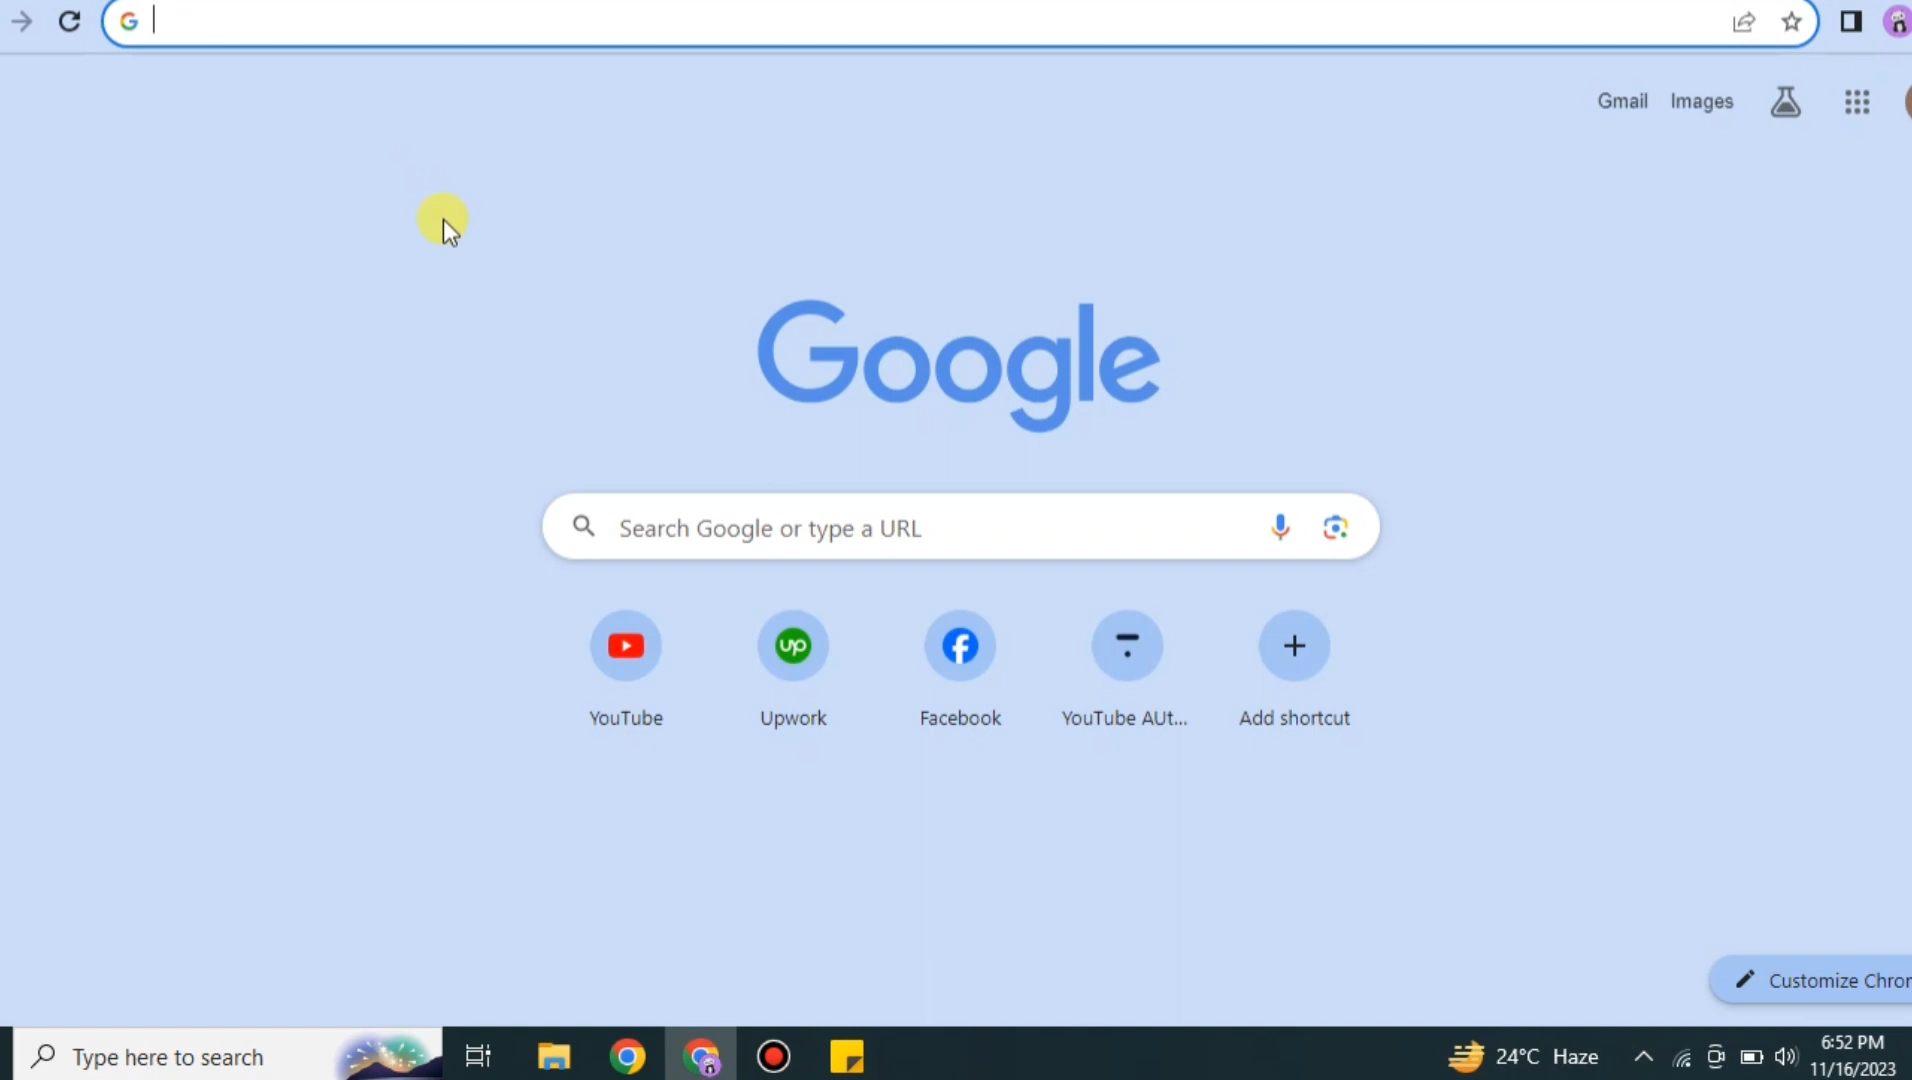 Gmail Images
Google
Search Google or type a URL
up
YouTube Upwork Facebook YouTube AUt... Add shortcut
Customize Chror
Type here to search
24°C Haze
6:52 PM
11/16/2023